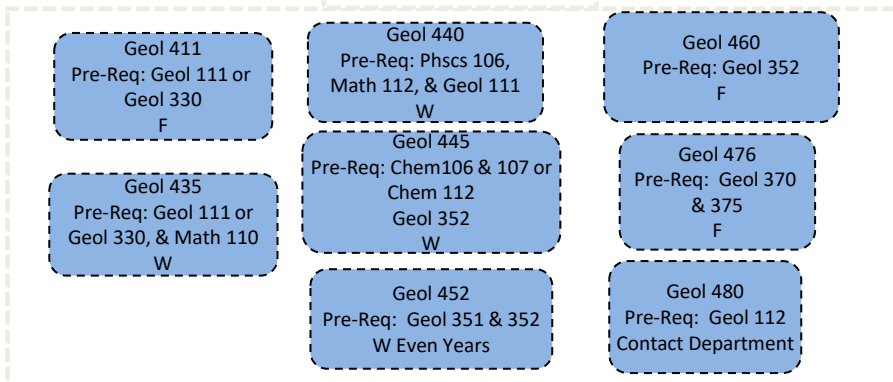 Geol 411
Pre-Req: Geol 111 or
Geol 330
F
Geol 435
Pre-Req: Geol 111 or
Geol 330, & Math 110
W
Geol 440
Pre-Req: Phscs 106,
Math 112, & Geol 111
W
Geol 445
Pre-Req: Chem106 & 107 or
Chem 112
Geol 352
W
Geol 452
Pre-Req:  Geol 351 & 352
W Even Years
Geol 460
Pre-Req: Geol 352
F
Geol 476
Pre-Req:  Geol 370
& 375
F
Geol 480
Pre-Req:  Geol 112
Contact Department